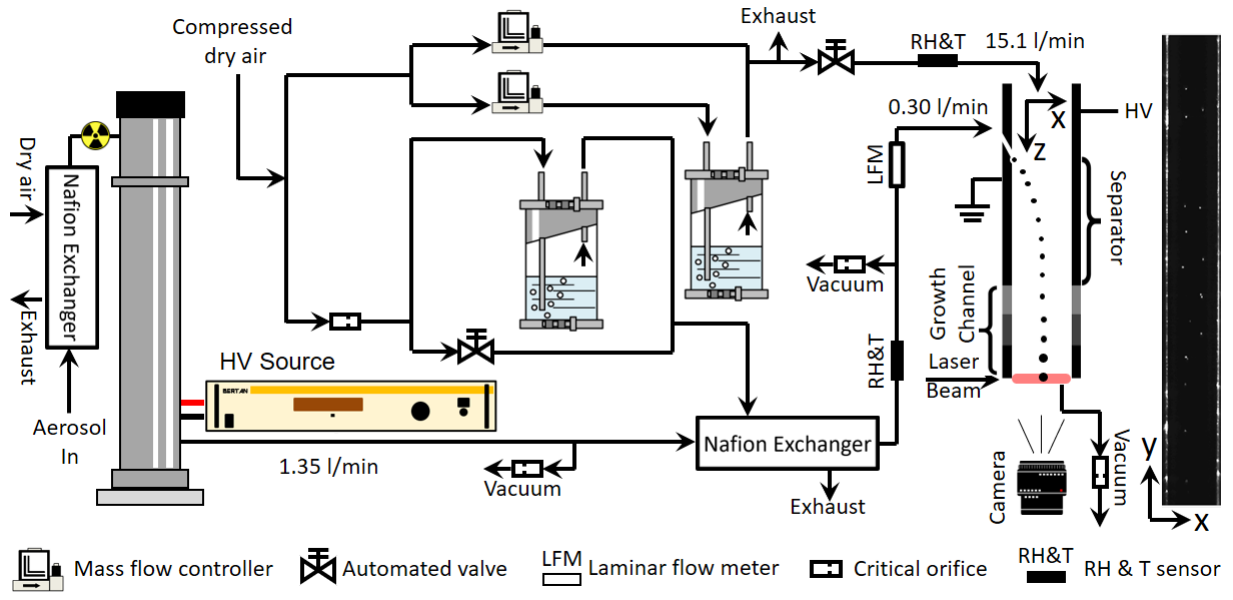 Compressed
dry air
Exhaust
RH&T
15.1 l/min
0.30 l/min
X
Z
HV
LFM
Separator
Dry air
Nafion Exchanger
Exhaust
Aerosol
In
HV Source
BERTAN
1.35 l/min
Vacuum
Vacuum
RH&T
Growth
Channel
Laser
Beam
Nafion Exchanger
Exhaust
Camera
Vacuum
y
x
Mass flow controller
Automated valve
LFM
Laminar flow meter
Critical orifice
RH&T
RH & T sensor